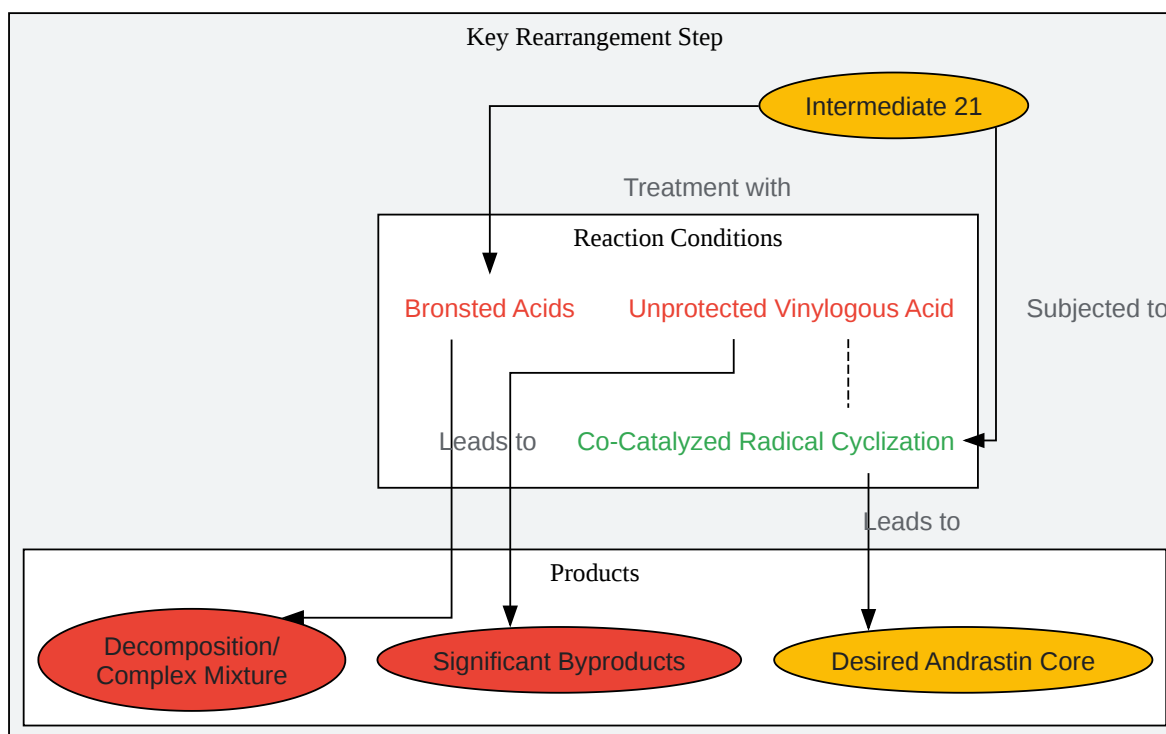 Key Rearrangement Step
Intermediate 21
Treatment with
Reaction Conditions
Bronsted Acids
Unprotected Vinylogous Acid
Subjected to
Leads to
Co-Catalyzed Radical Cyclization
Leads to
Products
Decomposition/
Complex Mixture
Significant Byproducts
Desired Andrastin Core